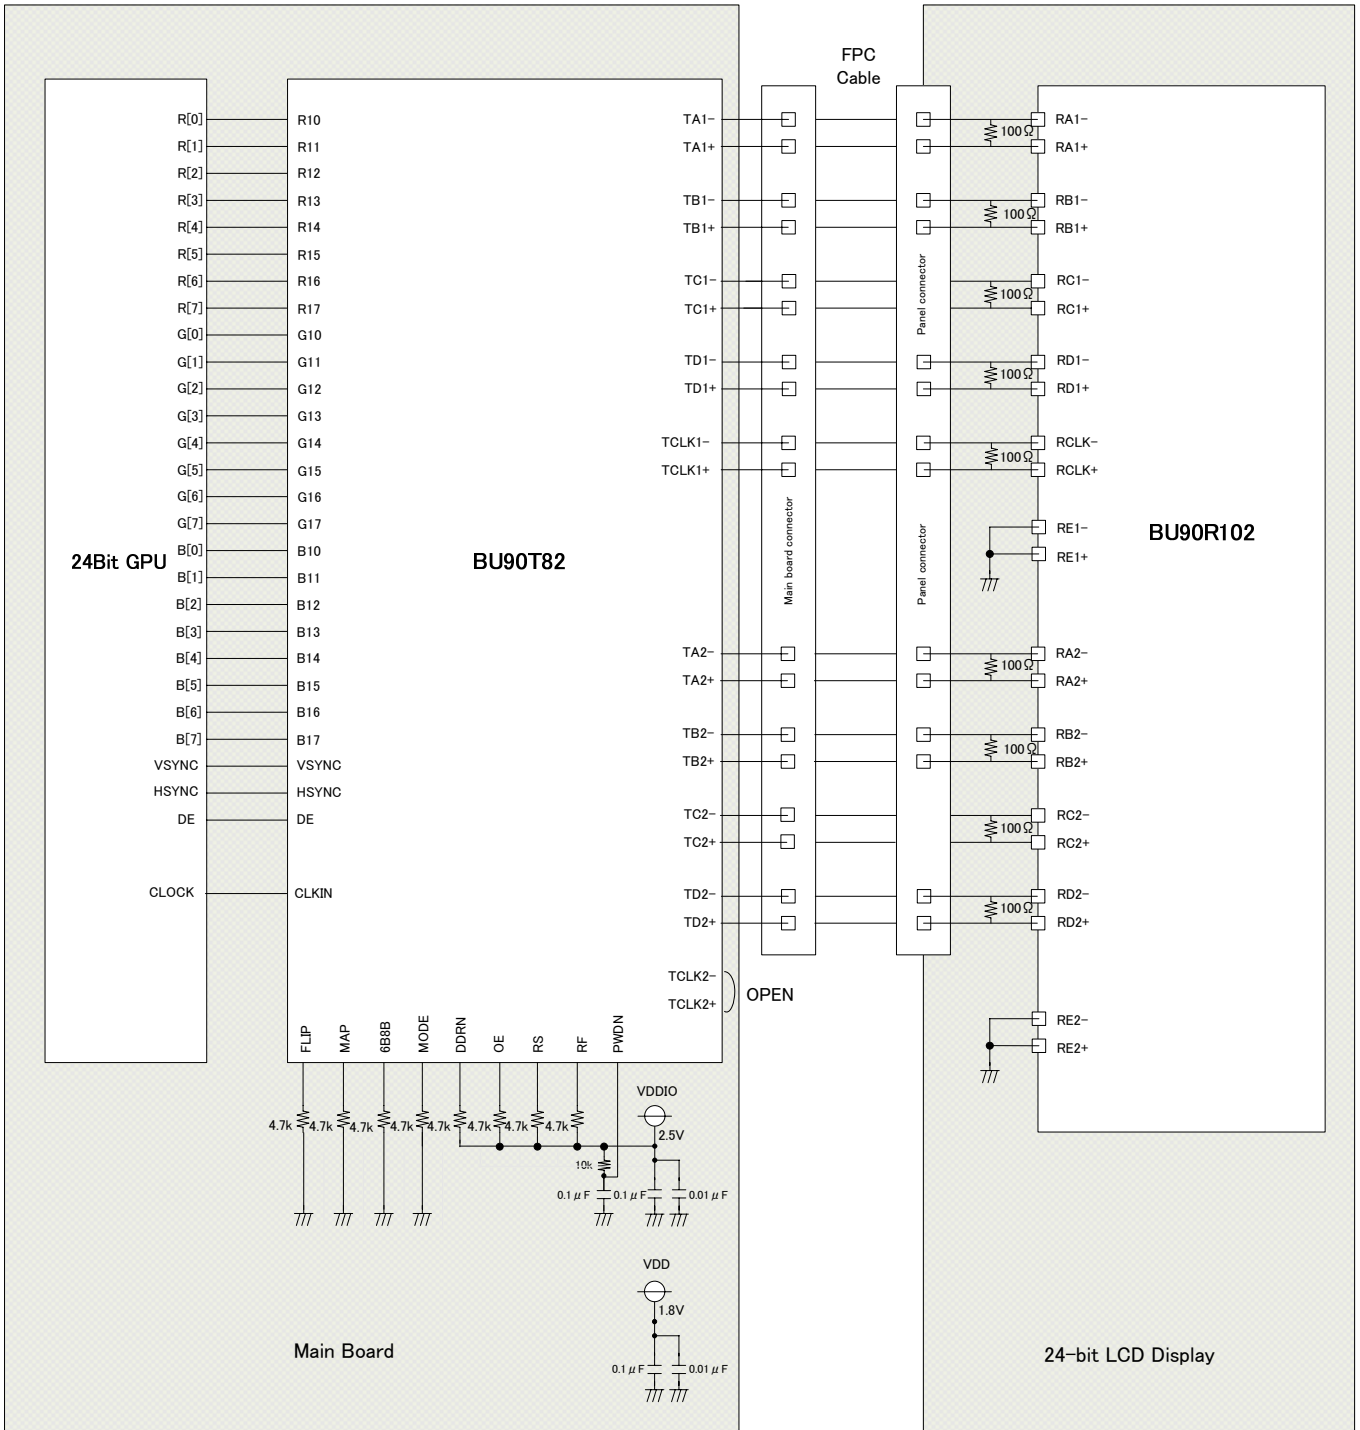 FPC
Cable
R[0]
R[1]
R[2]
R[3]
R[4]
R[5]
R[6]
R[7]
G[0]
G[1]
G[2]
G[3]
G[4]
G[5]
G[6]
G[7]
B[0]
B[1]
B[2]
B[3]
B[4]
B[5]
B[6]
B[7]
VSYNC
HSYNC
DE
CLOCK
24Bit GPU
R10
R11
R12
R13
R14
R15
R16
R17
G10
G11
G12
G13
G14
G15
G16
G17
B10
B11
B12
B13
B14
B15
B16
B17
VSYNC
HSYNC
DE
CLKIN
BU90T82
TA1-
TA1+
TB1-
TB1+
TC1-
TC1+
TD1-
TD1+
TCLK1-
TCLK1+
TA2-
TA2+
TB2-
TB2+
TC2-
TC2+
TD2-
TD2+
TCLK2-
TCLK2+
OPEN
FLIP
MAP
6B8B
MODE
DDRN
OE
RS
RF
PWDN
Main board connector
Panel connector
Panel connector
100Ω
100Ω
100Ω
100Ω
100Ω
100Ω
100Ω
100Ω
100Ω
RA1-
RA1+
RB1-
RB1+
RC1-
RC1+
RD1-
RD1+
RCLK-
RCLK+
RE1-
RE1+
RA2-
RA2+
RB2-
RB2+
RC2-
RC2+
RD2-
RD2+
RE2-
RE2+
BU90R102
4.7k
4.7k
4.7k
4.7k
4.7k
4.7k
4.7k
4.7k
VDDIO
2.5V
10k
0.1μF
0.1μF
0.01μF
VDD
1.8V
0.1μF
0.01μF
Main Board
24-bit LCD Display